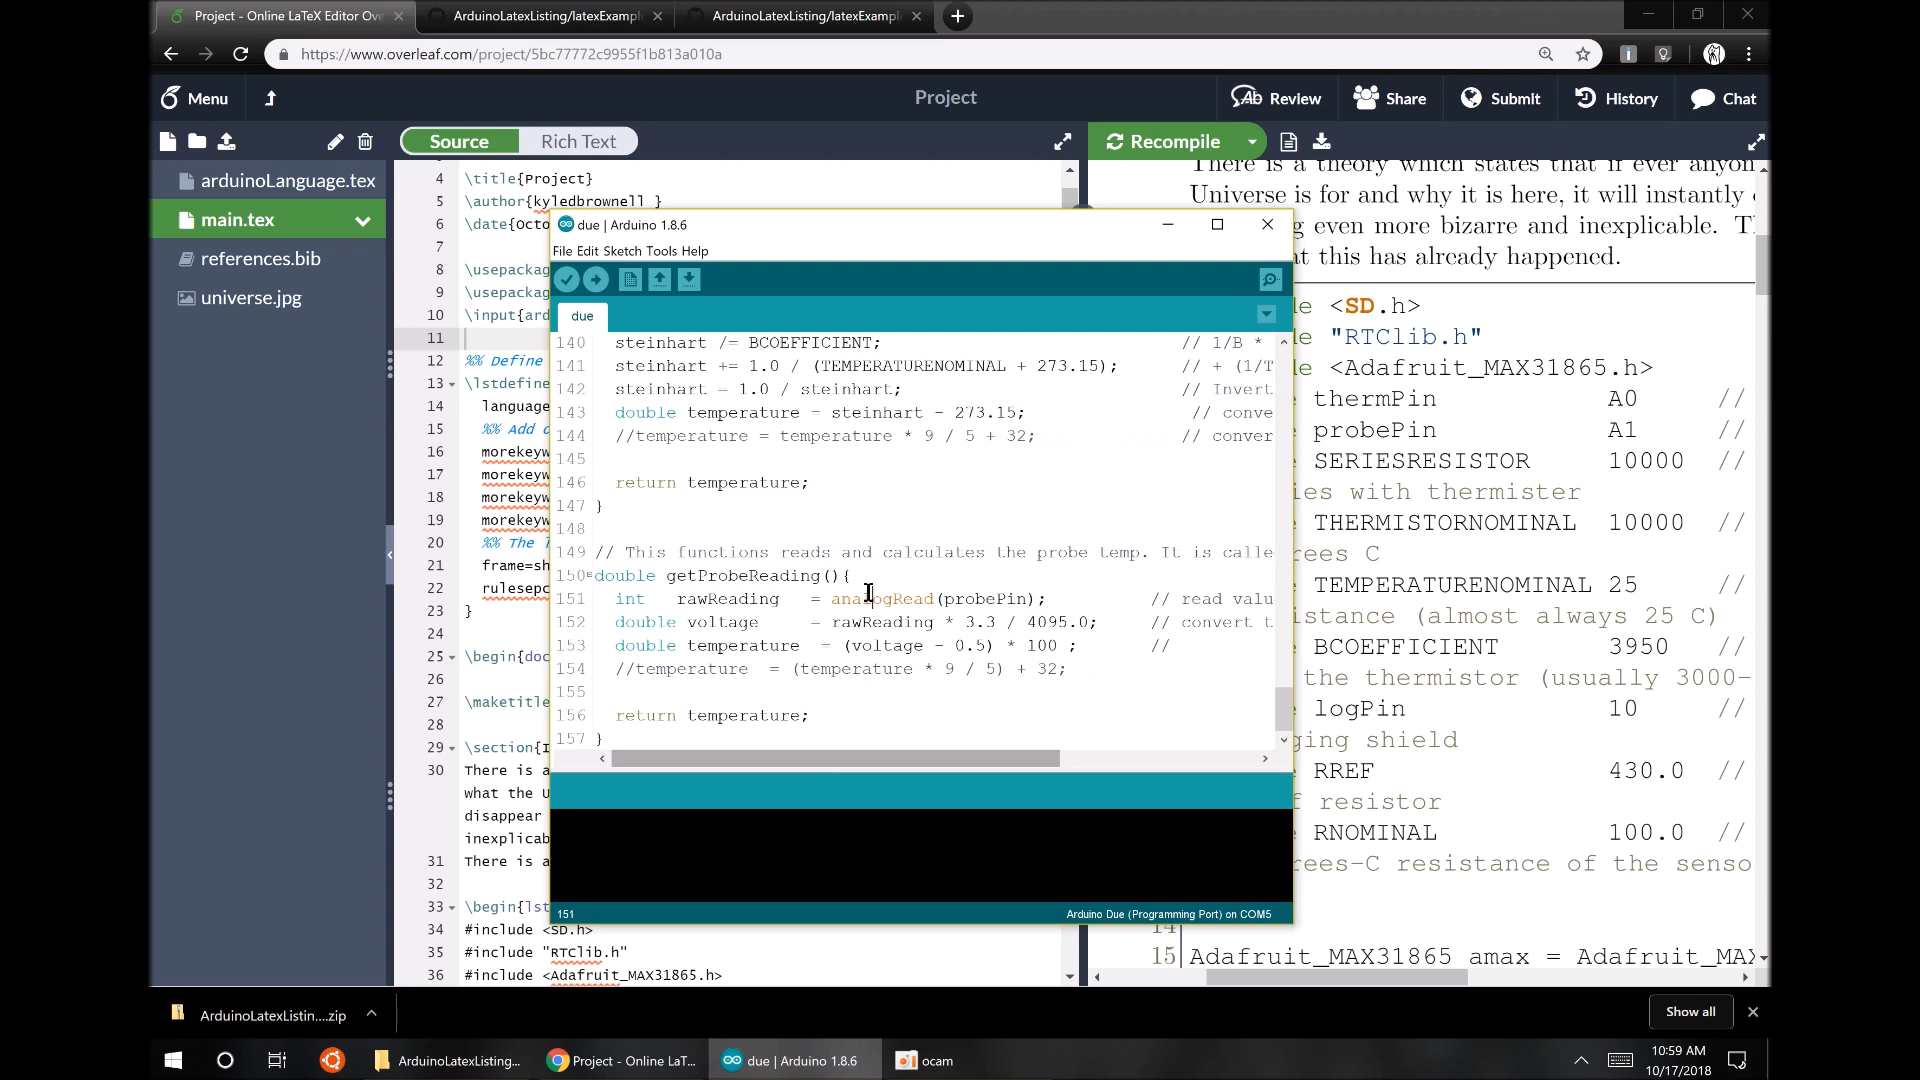 Project - Online LaTeX Editor Ove
ArduinoLatexListing/latexExampl
ArduinoLatexListing/latexExampl
https://www.overleaf.com/project/5bc77772c9955f1b813a010a
Menu
Project
Review
Share
Submit
History
Chat
Source
Rich Text
Recompile
arduinoLanguage.tex
main.tex
references.bib
universe.jpg
4 \title{Project}
5 \author{kyledbrownell }
6 \date{octo
7
8 \usepackag
9 \usepackag
10 \input{ard
11
12 %% Define
13 \lstdefine
14 language
15 %% Add o
16 morekeyw
17 morekeyw
18 morekeyw
19 morekeyw
20 %% The T
21 frame=sh
22 rulesepc
23 }
24
25 \begin{doc
26
27 \maketitle
28
29 \section{I
30 There is a
what the U
disappear
inexplicab
31 There is a
32
33 \begin{lst
34 #include <SD.h>
35 #include "RTClib.h"
36 #include <Adafruit_MAX31865.h>
due | Arduino 1.8.6
File Edit Sketch Tools Help
due
140 steinhart /= BCOEFFICIENT; // 1/B *
141 steinhart += 1.0 / (TEMPERATURENOMINAL + 273.15); // + (1/T
142 steinhart = 1.0 / steinhart; // Invert
143 double temperature = steinhart - 273.15; // conve
144 //temperature = temperature * 9 / 5 + 32; // conver
145
146 return temperature;
147 }
148
149 // This functions reads and calculates the probe temp. It is calle
150 double getProbeReading(){
151 int rawReading = analogRead(probePin); // read valu
152 double voltage = rawReading * 3.3 / 4095.0; // convert t
153 double temperature = (voltage - 0.5) * 100 ; //
154 //temperature = (temperature * 9 / 5) + 32;
155
156 return temperature;
157 }
151
Arduino Due (Programming Port) on COM5
There is a theory which states that if ever anyon
Universe is for and why it is here, it will instantly
g even more bizarre and inexplicable.
at this has already happened.
de <SD.h>
de "RTClib.h"
de <Adafruit_MAX31865.h>
e thermPin A0 //
e probePin A1 //
e SERIESRESISTOR 10000 //
ies with thermister
e THERMISTORNOMINAL 10000 //
rees C
e TEMPERATURENOMINAL 25 //
istance (almost always 25 C)
e BCOEFFICIENT 3950 //
the thermistor (usually 3000-
e logPin 10 //
ging shield
e RREF 430.0 //
f resistor
e RNOMINAL 100.0 //
rees-C resistance of the senso
14
15 Adafruit_MAX31865 amax = Adafruit_MAX
ArduinoLatexListin....zip
Show all
ArduinoLatexListing...
Project - Online LaT...
due | Arduino 1.8.6
ocam
10:59 AM
10/17/2018